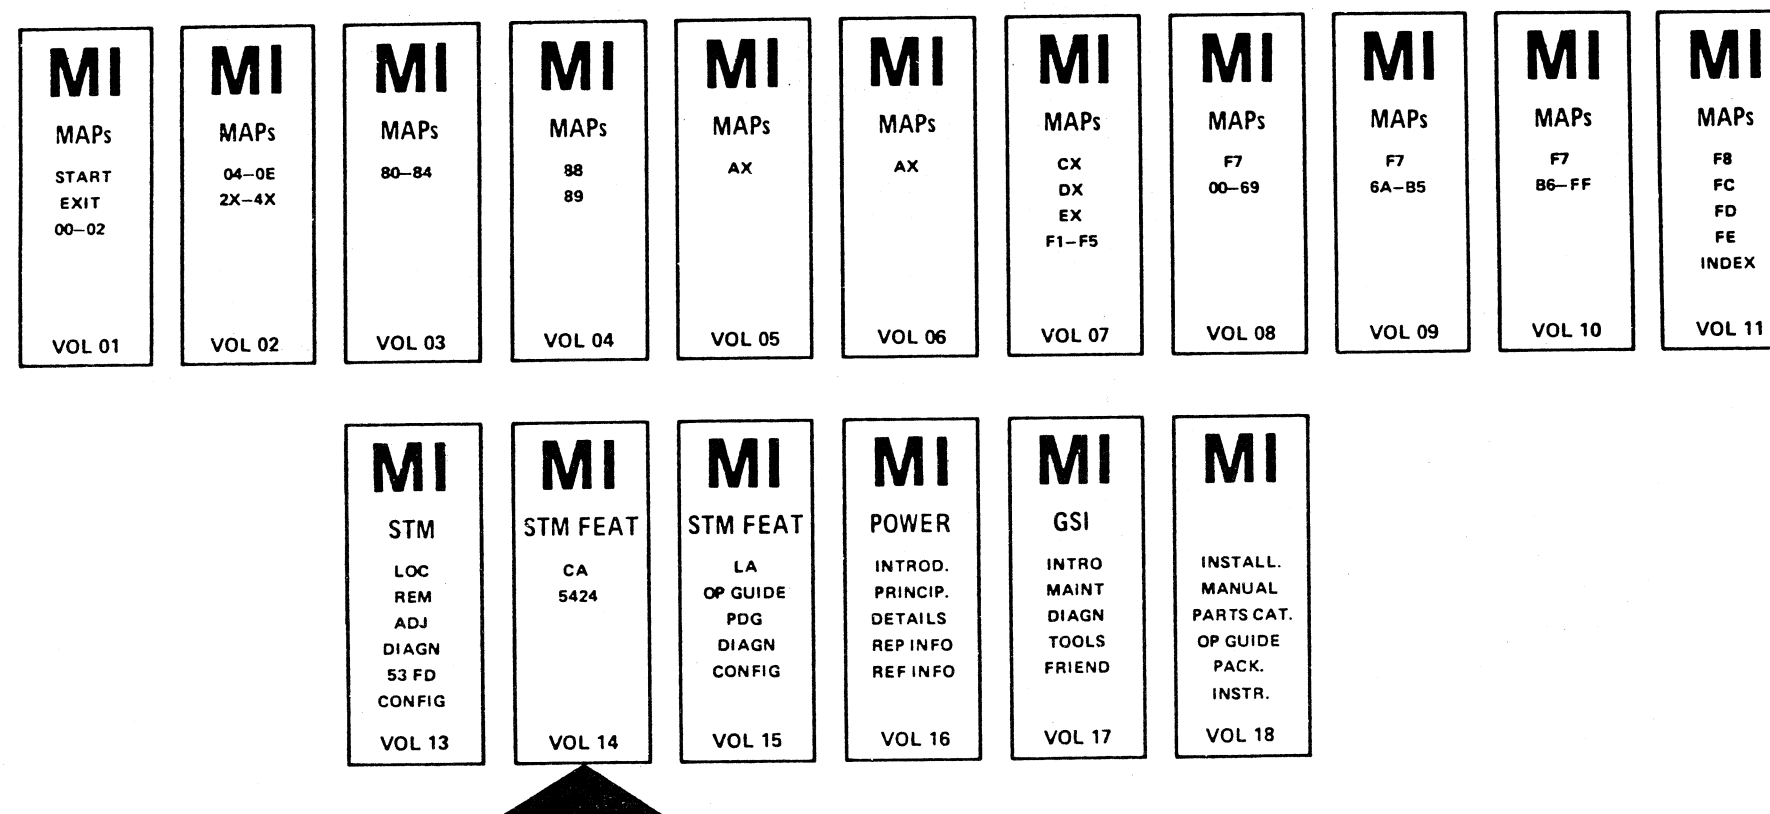 MI
MAPs
START
EXIT
00–02
VOL 01
MI
MAPs
04–0E
2X–4X
VOL 02
MI
MAPs
80–84
VOL 03
MI
MAPs
88
89
VOL 04
MI
MAPs
AX
VOL 05
MI
MAPs
AX
VOL 06
MI
MAPs
CX
DX
EX
F1–F5
VOL 07
MI
MAPs
F7
00–69
VOL 08
MI
MAPs
F7
6A–B5
VOL 09
MI
MAPs
F7
B6–FF
VOL 10
MI
MAPs
F8
FC
FD
FE
INDEX
VOL 11
MI
STM
LOC
REM
ADJ
DIAGN
53 FD
CONFIG
VOL 13
MI
STM FEAT
CA
5424
VOL 14
MI
STM FEAT
LA
OP GUIDE
PDG
DIAGN
CONFIG
VOL 15
MI
POWER
INTROD.
PRINCIP.
DETAILS
REP INFO
REF INFO
VOL 16
MI
GSI
INTRO
MAINT
DIAGN
TOOLS
FRIEND
VOL 17
MI
INSTALL.
MANUAL
PARTS CAT.
OP GUIDE
PACK.
INSTR.
VOL 18